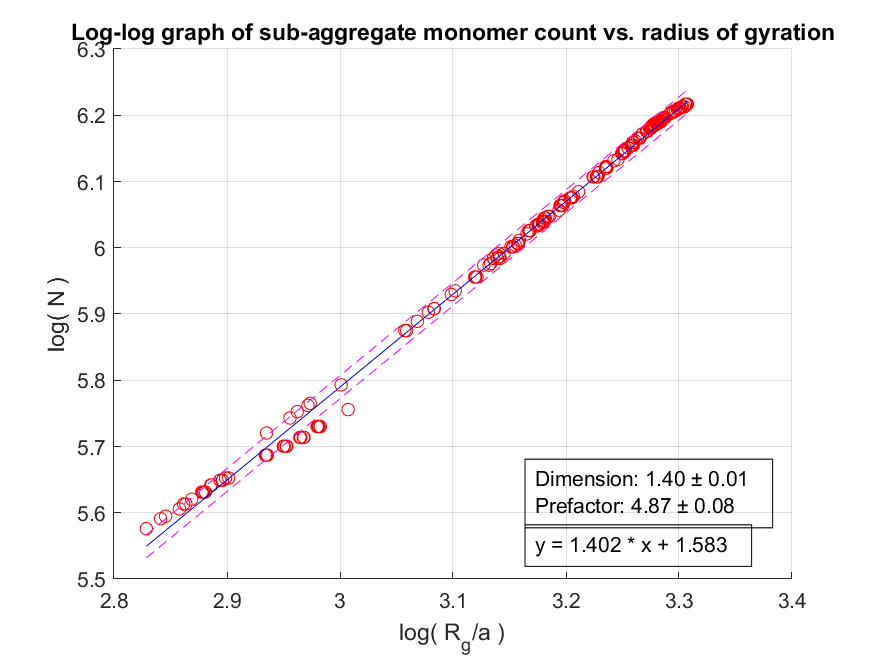 Log-log graph of sub-aggregate monomer count vs. radius of gyration
6.3
6.2
6.1
6
5.9
5.8
5.7
5.6
5.5
log( N )
Dimension: 1.40 ± 0.01
Prefactor: 4.87 ± 0.08
y = 1.402 * x + 1.583
2.8 2.9 3 3.1 3.2 3.3 3.4
log( R_g/a )